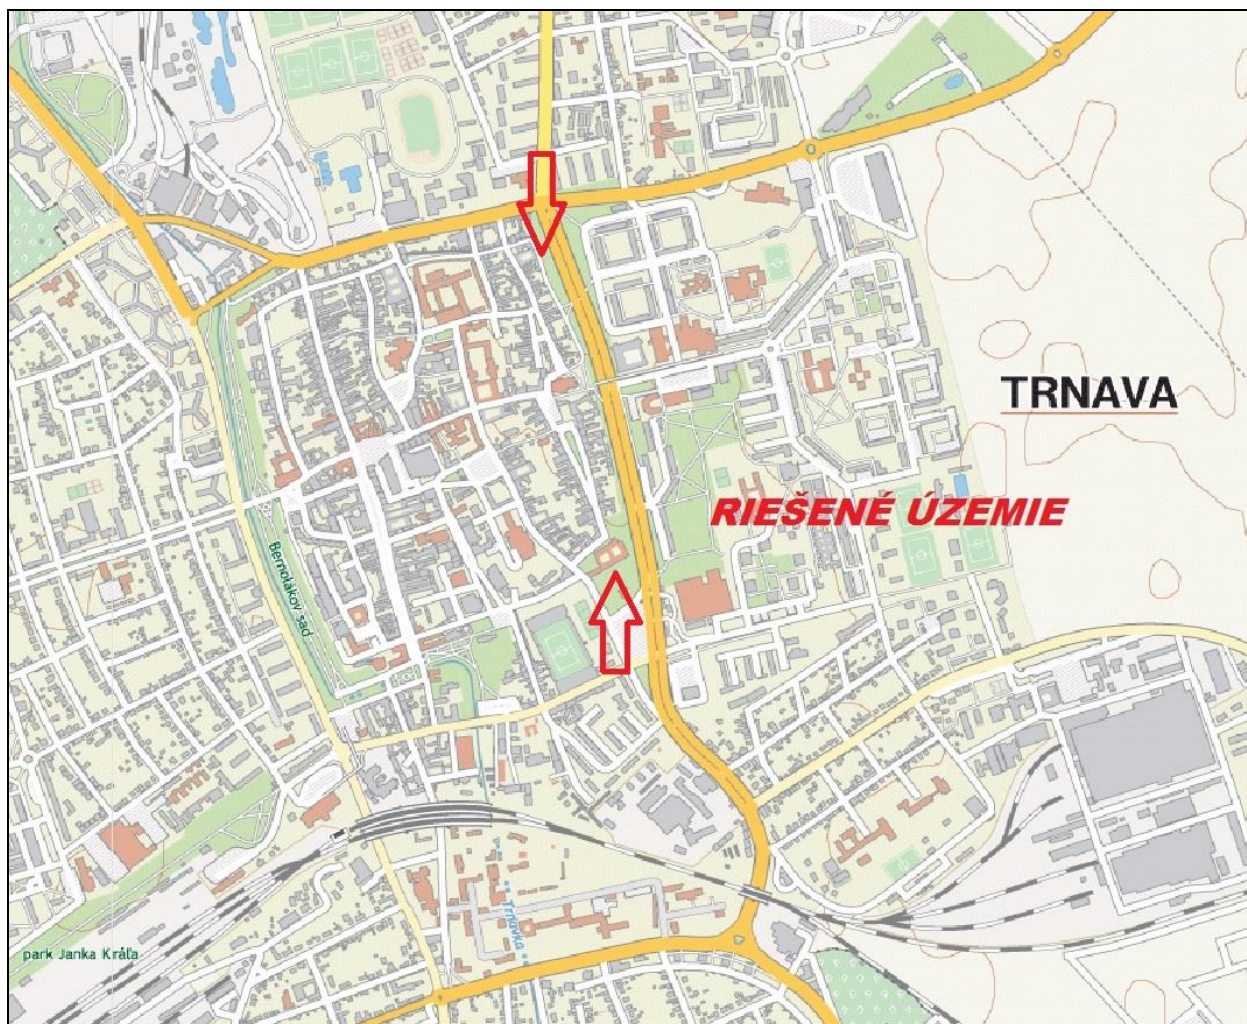 TRNAVA
RIEŠENÉ ÚZEMIE
Bernolákov sad
Trnávka
park Janka Kráľa